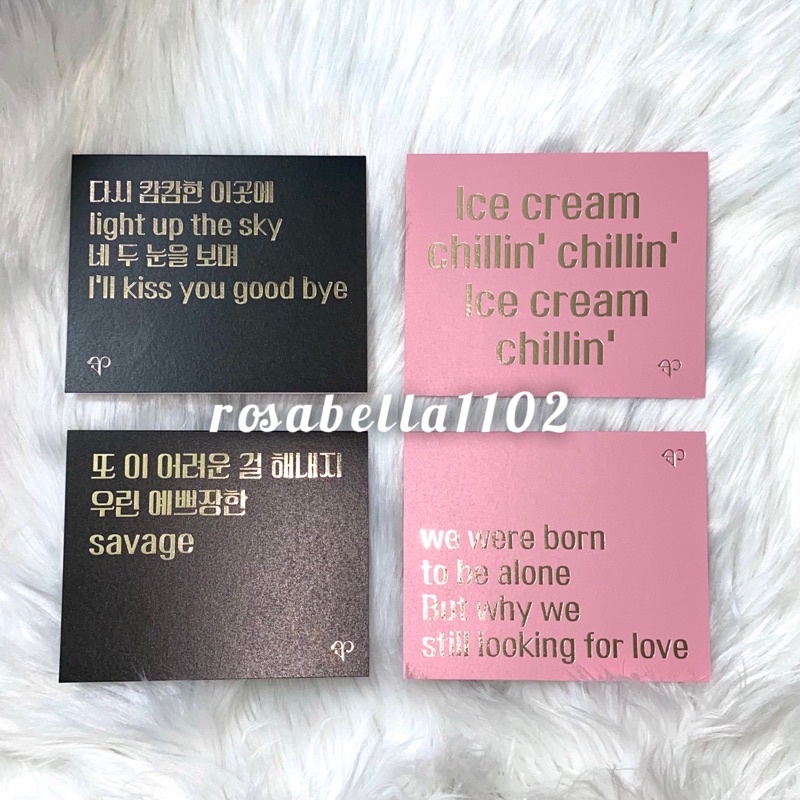 다시 캄캄한 이곳에
light up the sky
네 두 눈을 보며
I'll kiss you good bye
Ice cream
chillin' chillin'
Ice cream
chillin'
rosabella1102
또 이 어려운 걸 해내지
우린 예쁘장한
savage
we were born
to be alone
But why we
still looking for love